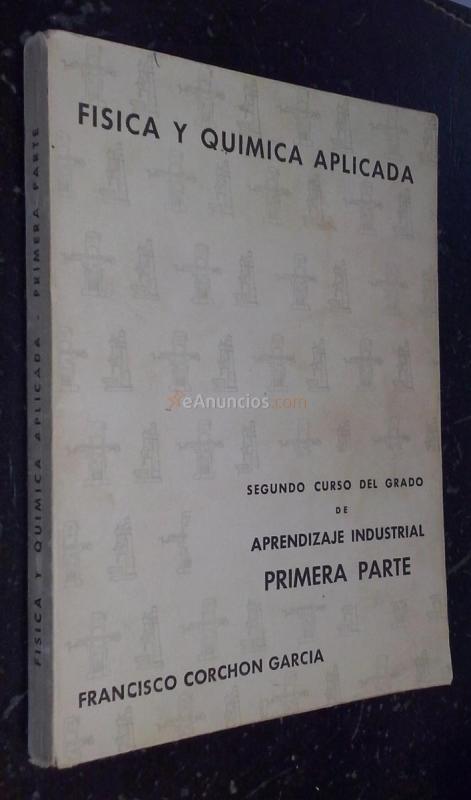 FISICA Y QUIMICA APLICADA
eAnuncios.com
SEGUNDO CURSO DEL GRADO
DE
APRENDIZAJE INDUSTRIAL
PRIMERA PARTE
FRANCISCO CORCHON GARCIA
FISICA Y QUIMICA APLICADA - PRIMERA PARTE